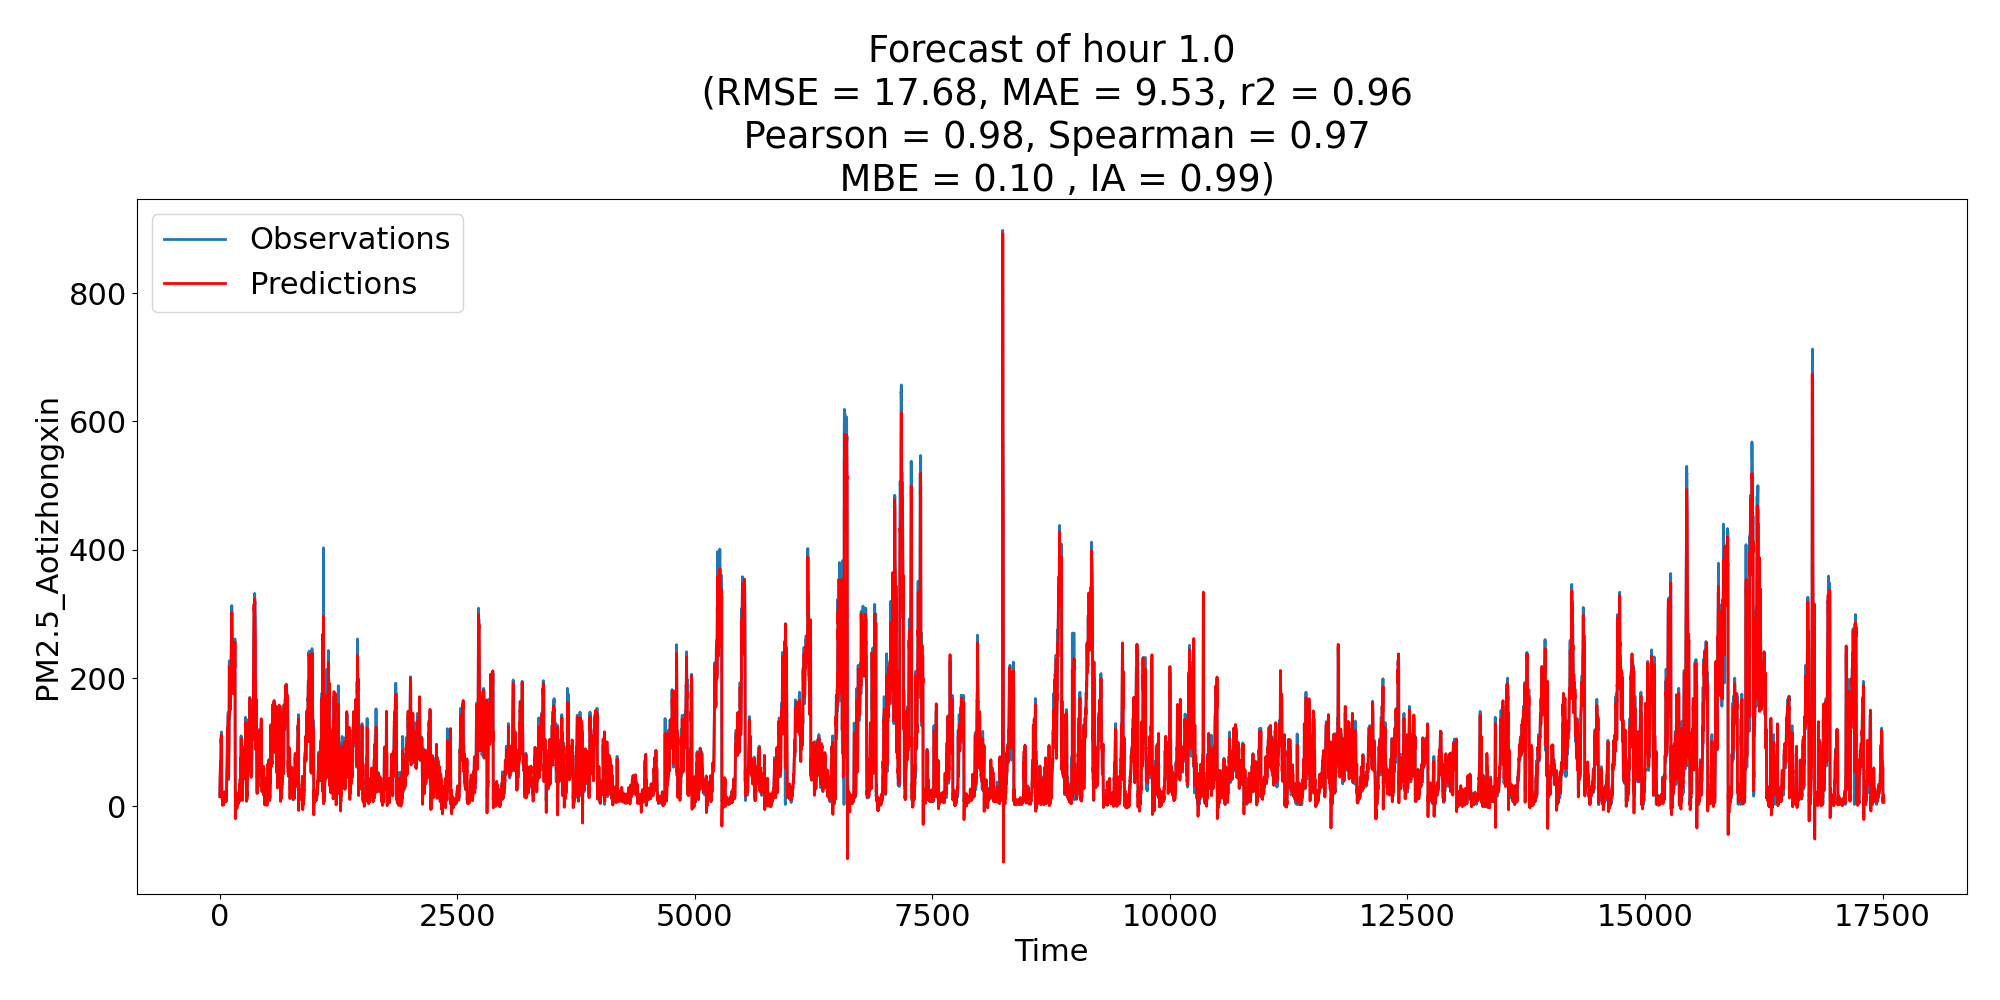 Forecast of hour 1.0
(RMSE = 17.68, MAE = 9.53, r2 = 0.96
Pearson = 0.98, Spearman = 0.97
MBE = 0.10 , IA = 0.99)
Observations
Predictions
PM2.5_Aotizhongxin
800
600
400
200
0
0 2500 5000 7500 10000 12500 15000 17500
Time